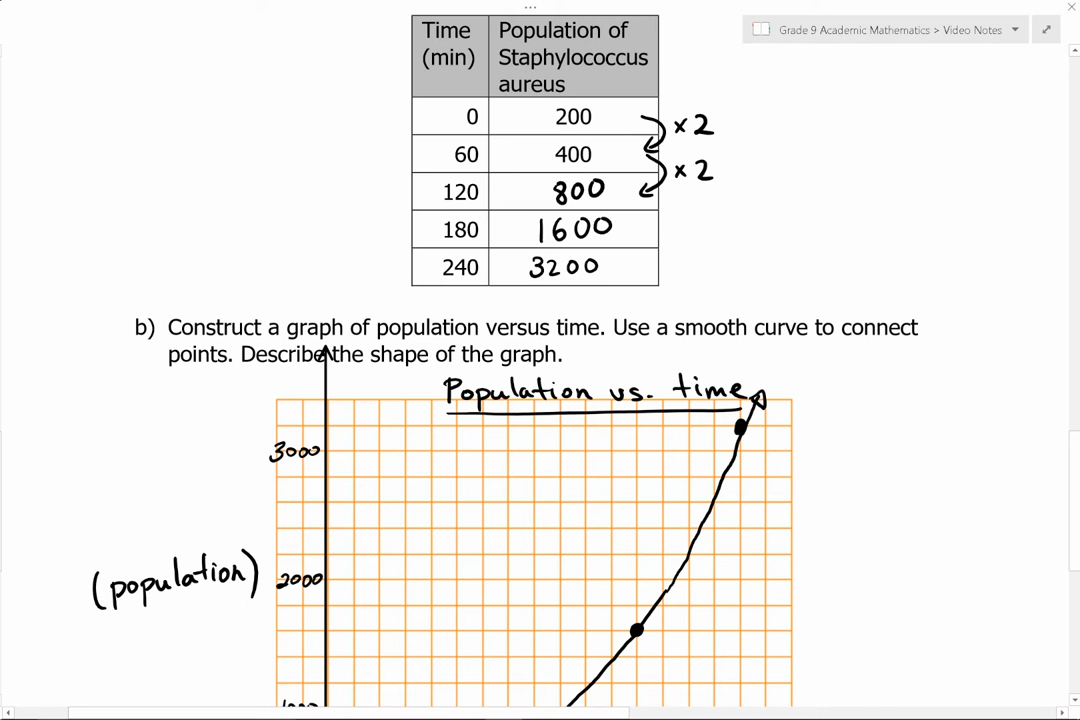 Grade 9 Academic Mathematics > Video Notes
Time (min) Population of Staphylococcus aureus
0 200
× 2
60 400
× 2
120 800
180 1600
240 3200
b) Construct a graph of population versus time. Use a smooth curve to connect
points. Describe the shape of the graph.
Population vs. time
3000
(population)
2000